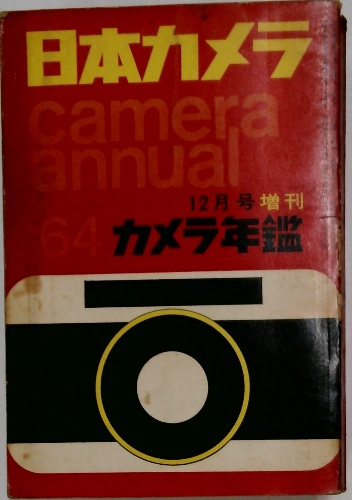 日本カメラ
camera
annual
12月号増刊
'64 カメラ年鑑